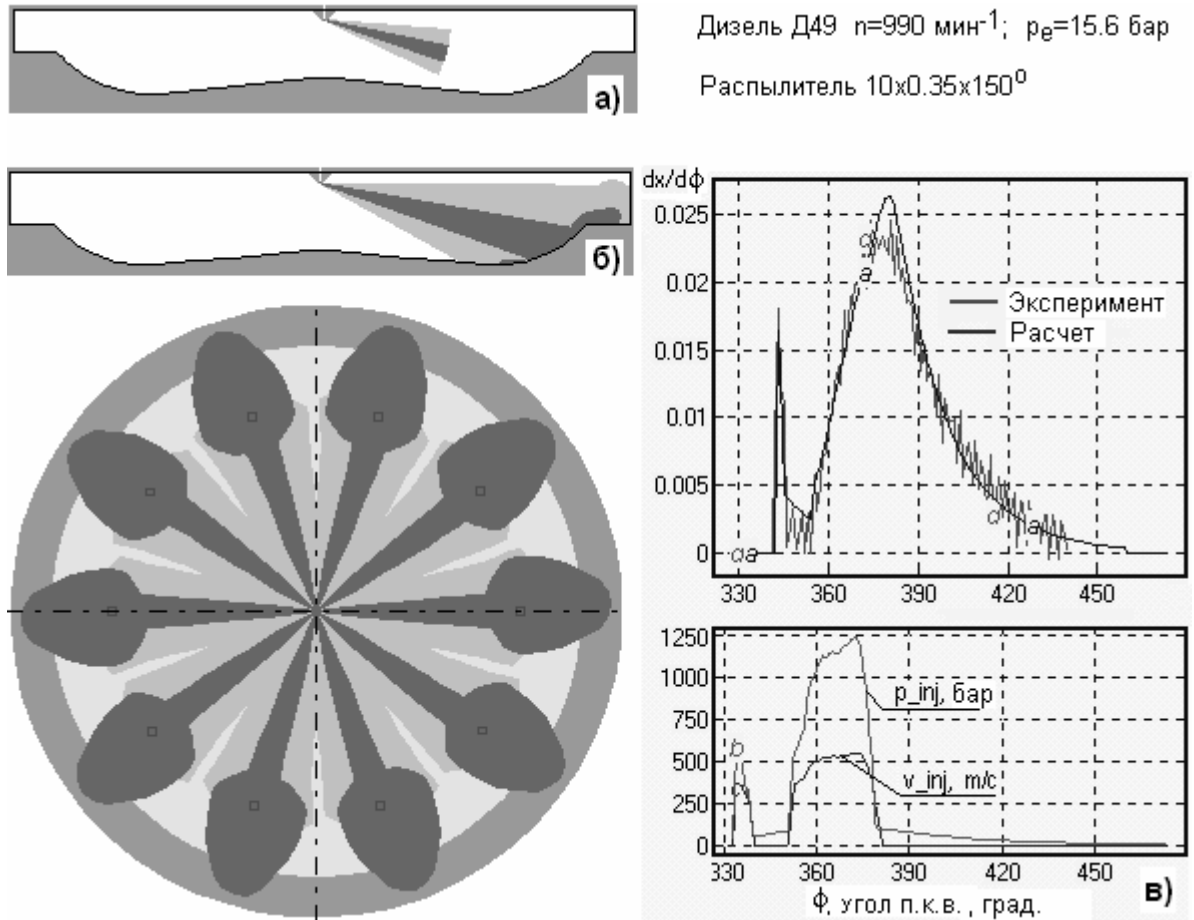 а)
Дизель Д49 n=990 мин-1; pe=15.6 бар
Распылитель 10x0.35x150o
б)
dx/dϕ
0.025
0.02
0.015
0.01
0.005
0
Эксперимент
Расчет
330 360 390 420 450
1250
1000
750
500
250
0
p_inj, бар
v_inj, m/c
330 360 390 420 450
ϕ, угол п.к.в. , град.
в)